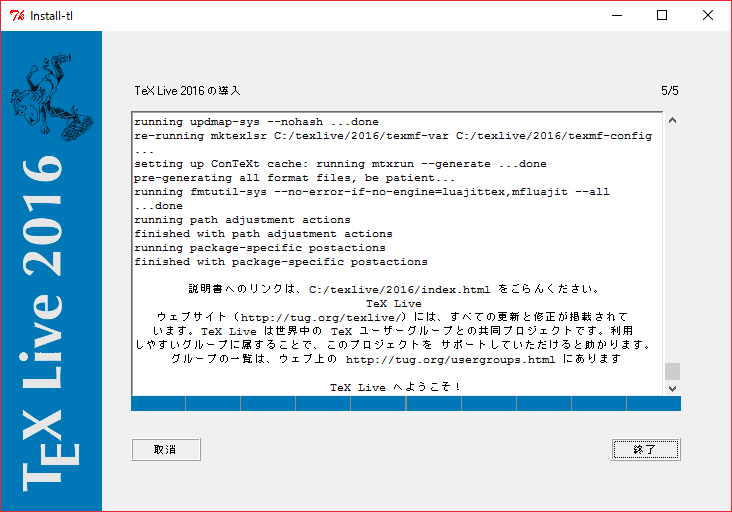 Install-tl
TeX Live 2016
TeX Live 2016 の導入
5/5
running updmap-sys --nohash ...done
re-running mktexlsr C:/texlive/2016/texmf-var C:/texlive/2016/texmf-config
...
setting up ConTeXt cache: running mtxrun --generate ...done
pre-generating all format files, be patient...
running fmtutil-sys --no-error-if-no-engine=luajittex,mfluajit --all
...done
running path adjustment actions
finished with path adjustment actions
running package-specific postactions
finished with package-specific postactions
説明書へのリンクは、C:/texlive/2016/index.html をごらんください。
TeX Live
ウェブサイト (http://tug.org/texlive/) には、すべての更新と修正が掲載されて
います。TeX Live は世界中の TeX ユーザーグループとの共同プロジェクトです。利用
しやすいグループに属することで、このプロジェクトを サポートしていただけると助かります。
グループの一覧は、ウェブ上の http://tug.org/usergroups.html にあります
TeX Live へようこそ！
取消
終了